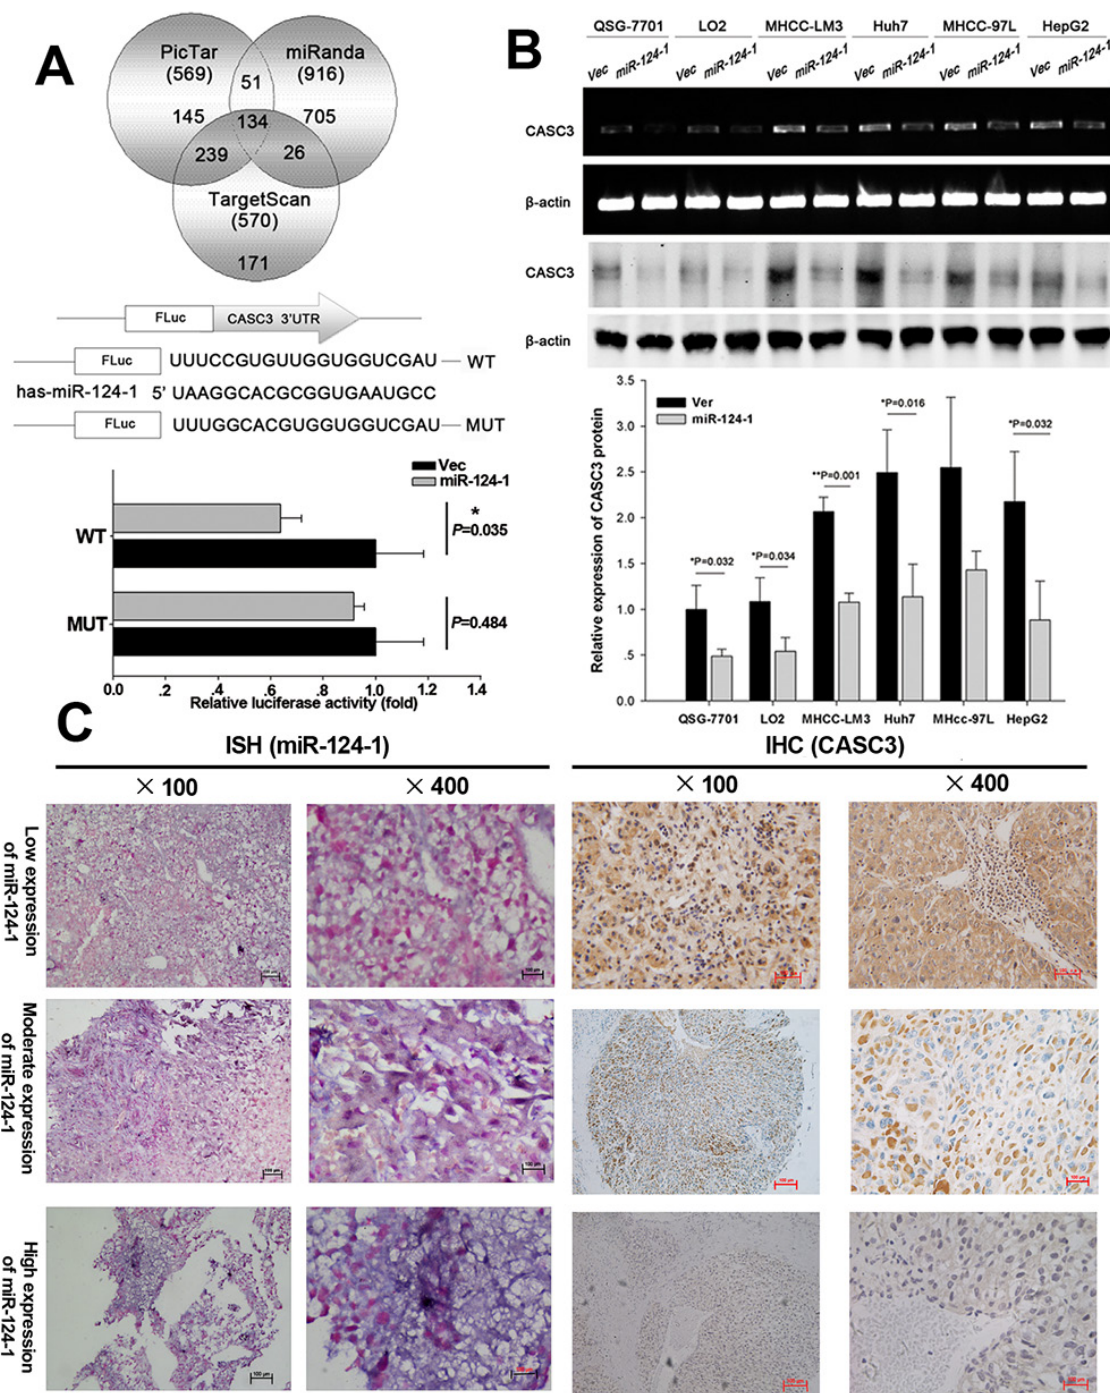 A
PicTar
(569)
miRanda
(916)
51
145
134
705
239
26
TargetScan
(570)
171
FLuc
CASC3 3'UTR
FLuc
UUUCCGUGUUGGUGGUCGAU
WT
has-miR-124-1 5' UAAGGCACGCGGUGAAUGCC
FLuc
UUUGGCACGUGGUGGUCGAU
MUT
Vec
miR-124-1
WT
*
P=0.035
MUT
P=0.484
0.0 .2 .4 .6 .8 1.0 1.2 1.4
Relative luciferase activity (fold)
B
QSG-7701 LO2 MHCC-LM3 Huh7 MHCC-97L HepG2
Vec miR-124-1 Vec miR-124-1 Vec miR-124-1 Vec miR-124-1 Vec miR-124-1 Vec miR-124-1
CASC3
β-actin
CASC3
β-actin
3.5
3.0
2.5
2.0
1.5
1.0
.5
0.0
Relative expression of CASC3 protein
Ver
miR-124-1
*P=0.032
*P=0.034
**P=0.001
*P=0.016
*P=0.032
QSG-7701 LO2 MHCC-LM3 Huh7 MHcc-97L HepG2
C
ISH (miR-124-1)
IHC (CASC3)
× 100
× 400
× 100
× 400
Low expression
of miR-124-1
Moderate expression
of miR-124-1
High expression
of miR-124-1
100 μm